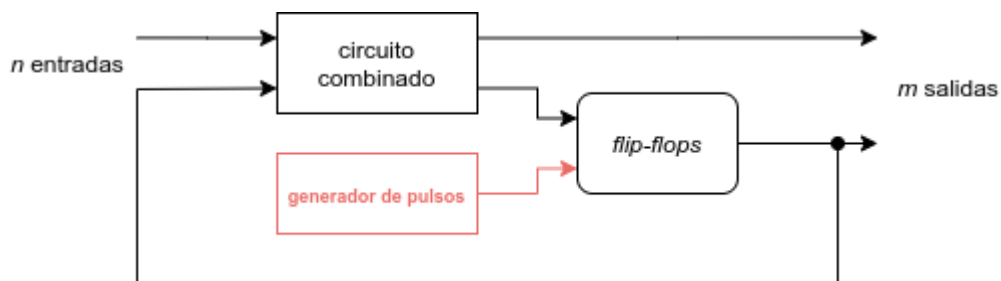 n entradas
circuito
combinado
m salidas
flip-flops
generador de pulsos